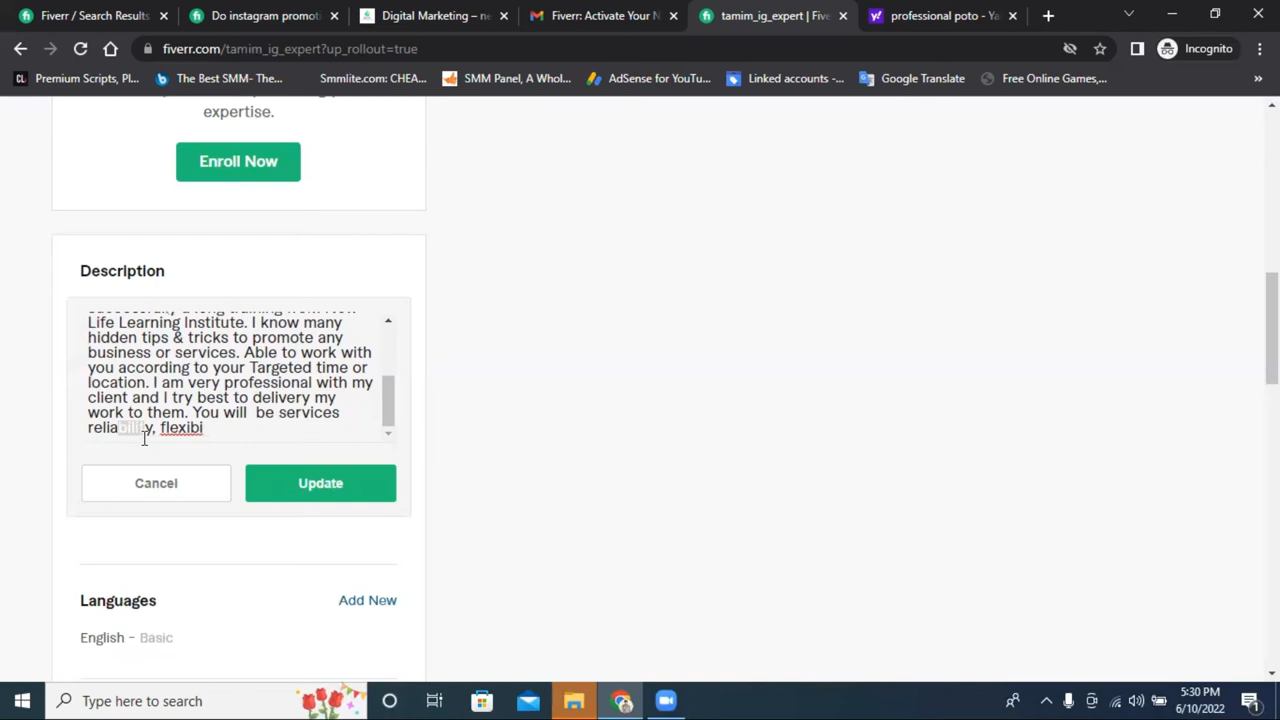 Fiverr / Search Results
Do instagram promoti
Digital Marketing – ne
Fiverr: Activate Your N
tamim_ig_expert | Five
professional poto - Ya
fiverr.com/tamim_ig_expert?up_rollout=true
Incognito
Premium Scripts, Pl...
The Best SMM- The...
Smmlite.com: CHEA...
SMM Panel, A Whol...
AdSense for YouTu...
Linked accounts -...
Google Translate
Free Online Games,...
expertise.
Enroll Now
Description
Life Learning Institute. I know many
hidden tips & tricks to promote any
business or services. Able to work with
you according to your Targeted time or
location. I am very professional with my
client and I try best to delivery my
work to them. You will  be services
reliability, flexibi
Cancel
Update
Languages
Add New
English – Basic
Type here to search
5:30 PM
6/10/2022